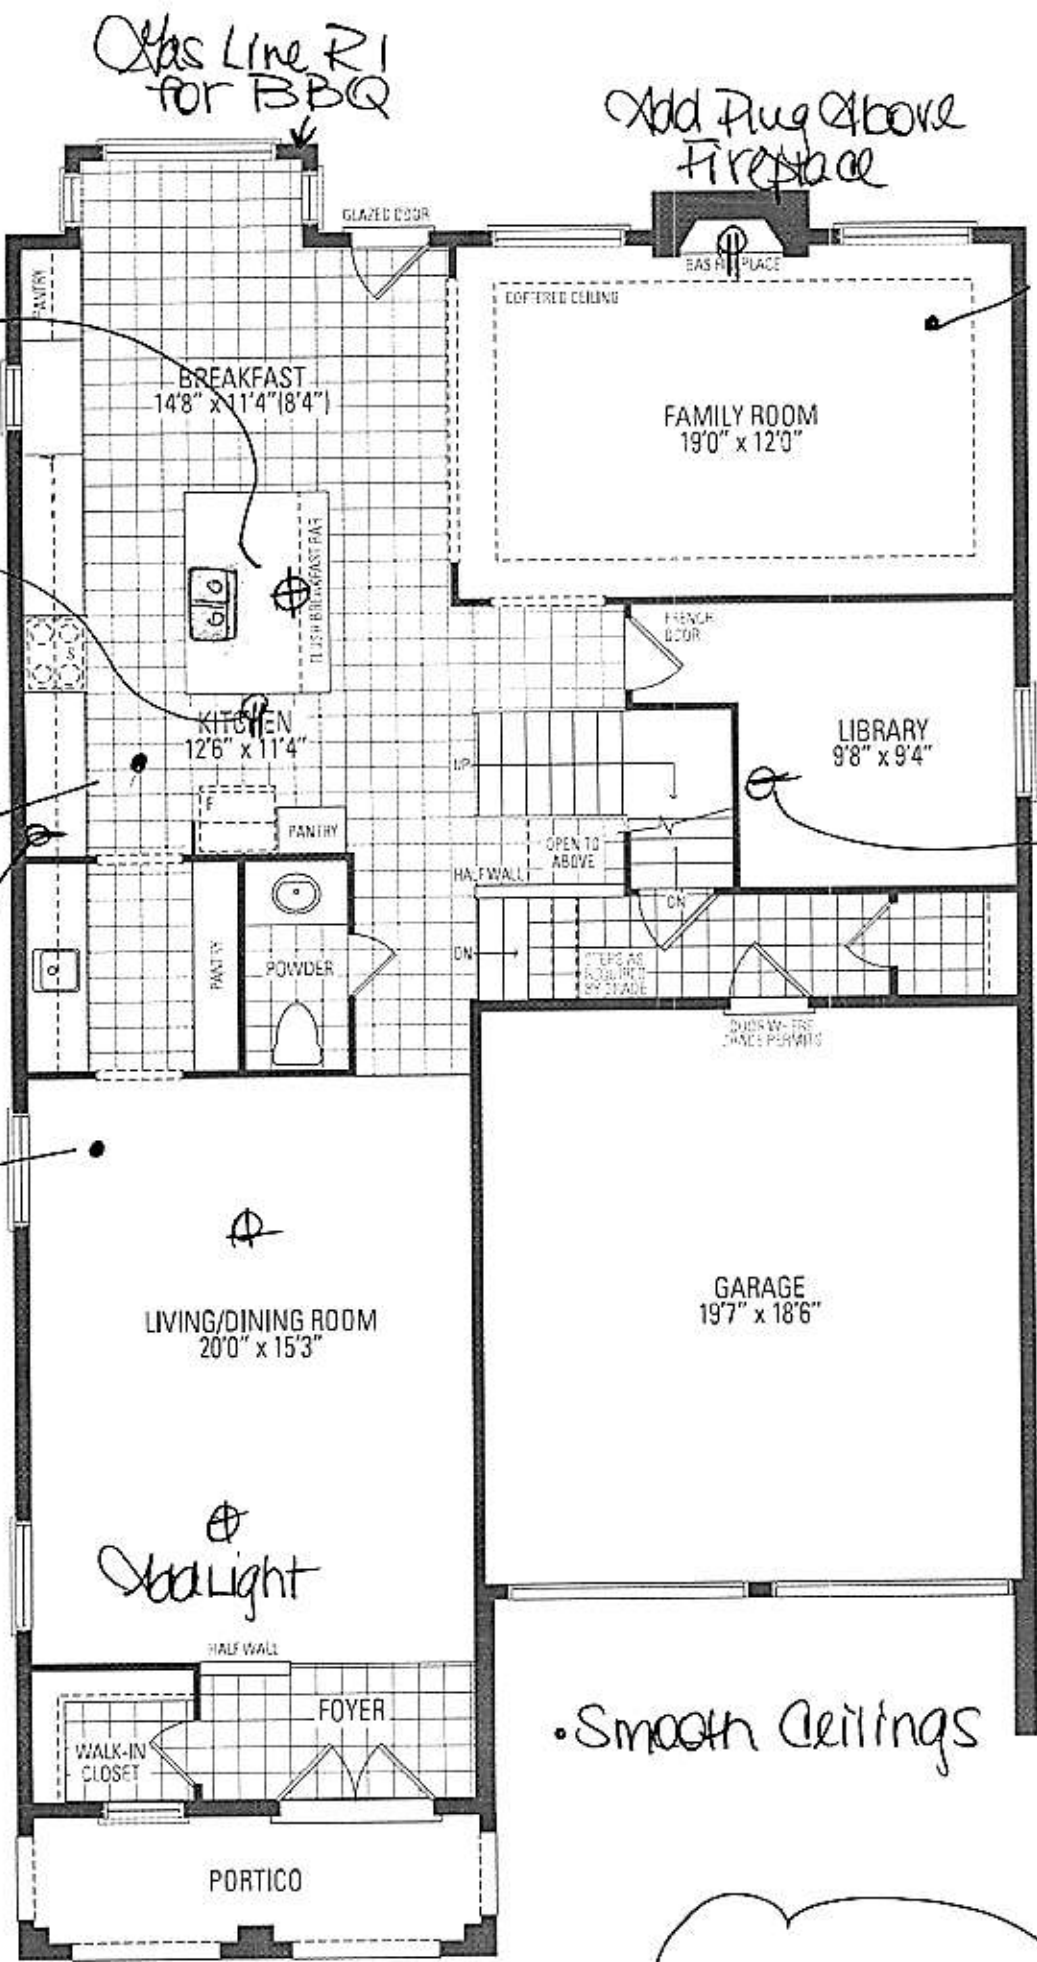 Gas Line RI
for BBQ
Add Plug Above
Fireplace
GLAZED DOOR
GAS FIREPLACE
COFFERED CEILING
PANTRY
BREAKFAST
14'8" x 11'4"(8'4")
FAMILY ROOM
19'0" x 12'0"
FLUSH BREAKFAST BAR
FRENCH
DOOR
KITCHEN
12'6" x 11'4"
LIBRARY
9'8" x 9'4"
UP
F
PANTRY
OPEN TO
ABOVE
HALF WALL
DN
PANTRY
POWDER
DN
STEPS AS
REQUIRED
BY GRADE
DOOR WHERE
GRADE PERMITS
GARAGE
19'7" x 18'6"
LIVING/DINING ROOM
20'0" x 15'3"
Add Light
HALF WALL
FOYER
WALK-IN
CLOSET
• Smooth Ceilings
PORTICO